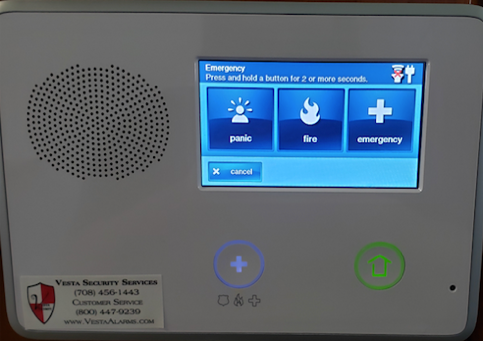 Emergency
Press and hold a button for 2 or more seconds.
panic
fire
emergency
cancel
VESTA SECURITY SERVICES
(708) 456-1443
CUSTOMER SERVICE
(800) 447-9239
WWW.VESTAALARMS.COM